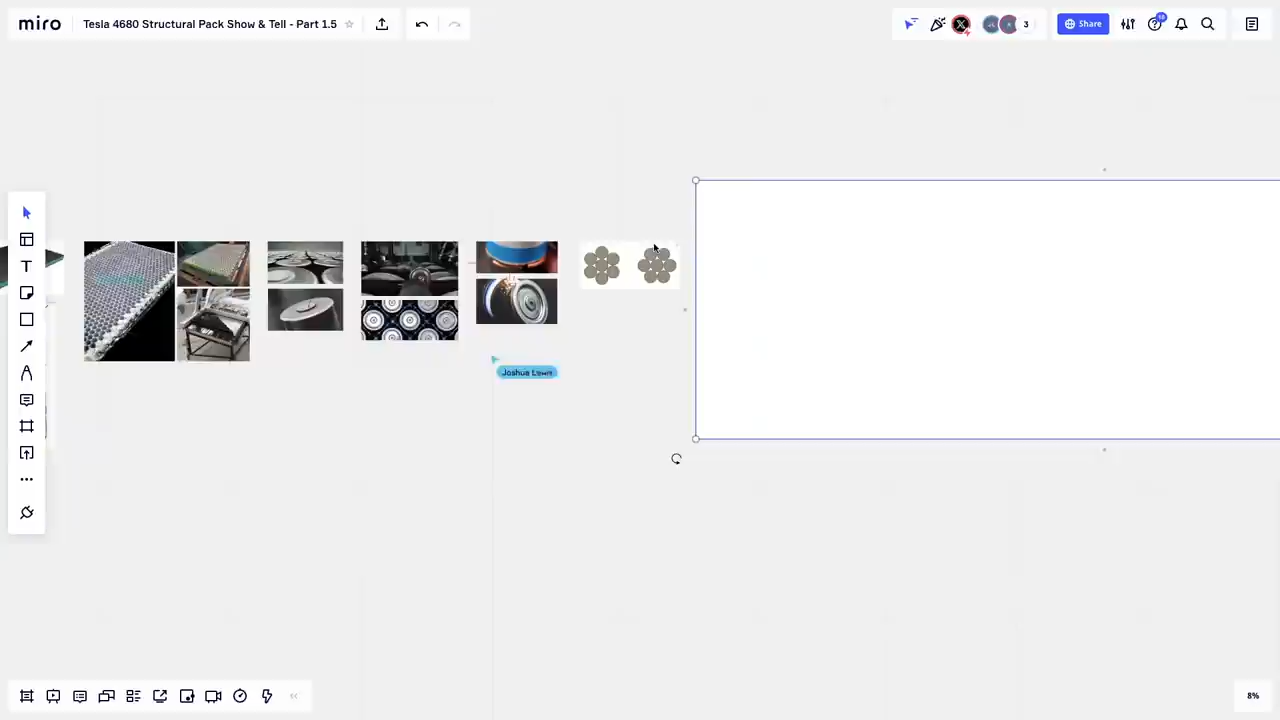 miro
Tesla 4680 Structural Pack Show & Tell - Part 1.5
3
Share
Joshua Lewis
8%